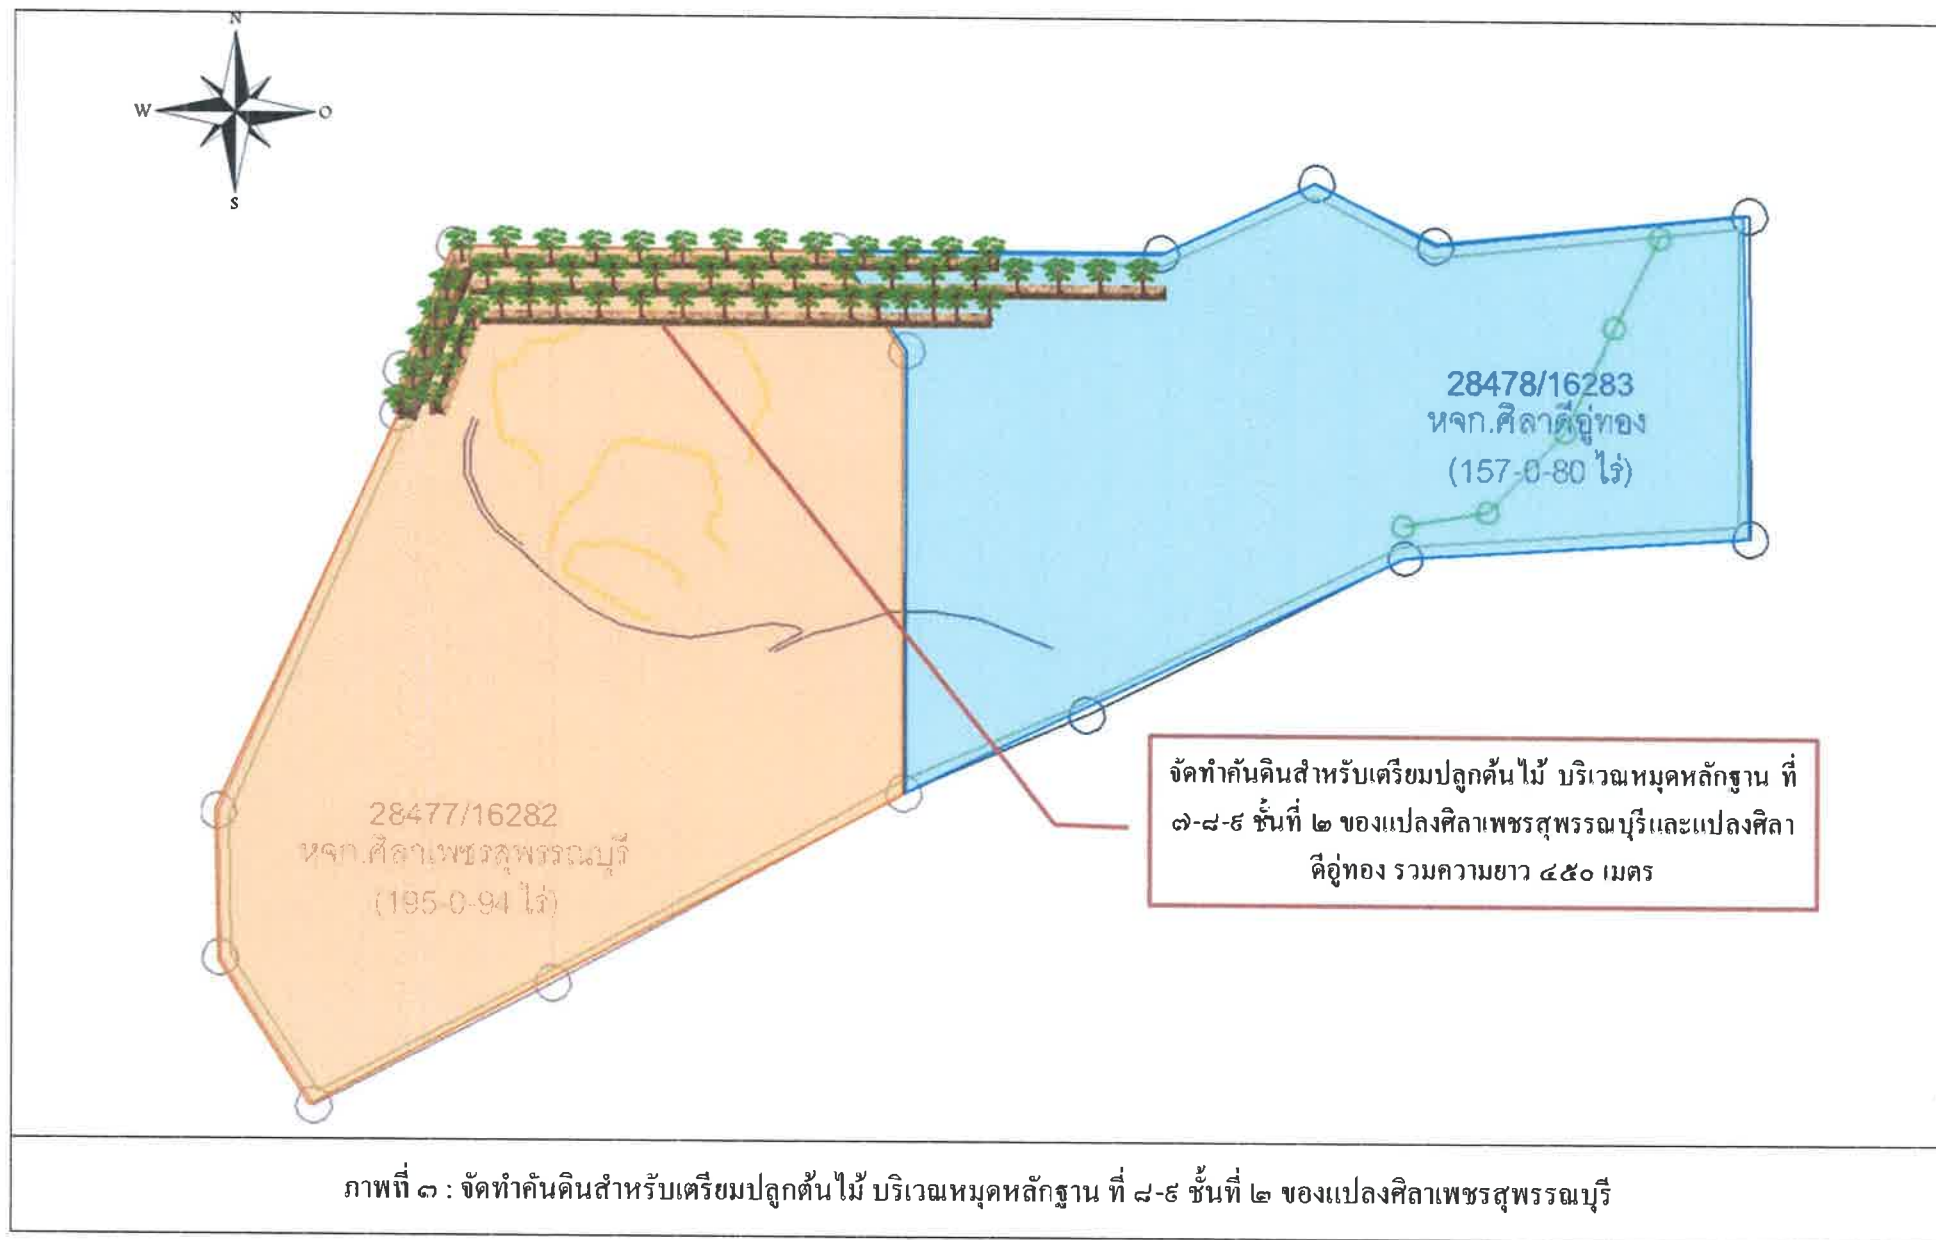 N
W
O
S
28478/16283
หจก.ศิลาดีอู่ทอง
(157-0-80 ไร่)
จัดทำคันดินสำหรับเตรียมปลูกต้นไม้ บริเวณหมุดหลักฐาน ที่
๗-๘-๙ ชั้นที่ ๒ ของแปลงศิลาเพชรสุพรรณบุรีและแปลงศิลา
ดีอู่ทอง รวมความยาว ๔๕๐ เมตร
28477/16282
หจก.ศิลาเพชรสุพรรณบุรี
(195-0-94 ไร่)
ภาพที่ ๓ : จัดทำคันดินสำหรับเตรียมปลูกต้นไม้ บริเวณหมุดหลักฐาน ที่ ๘-๙ ชั้นที่ ๒ ของแปลงศิลาเพชรสุพรรณบุรี